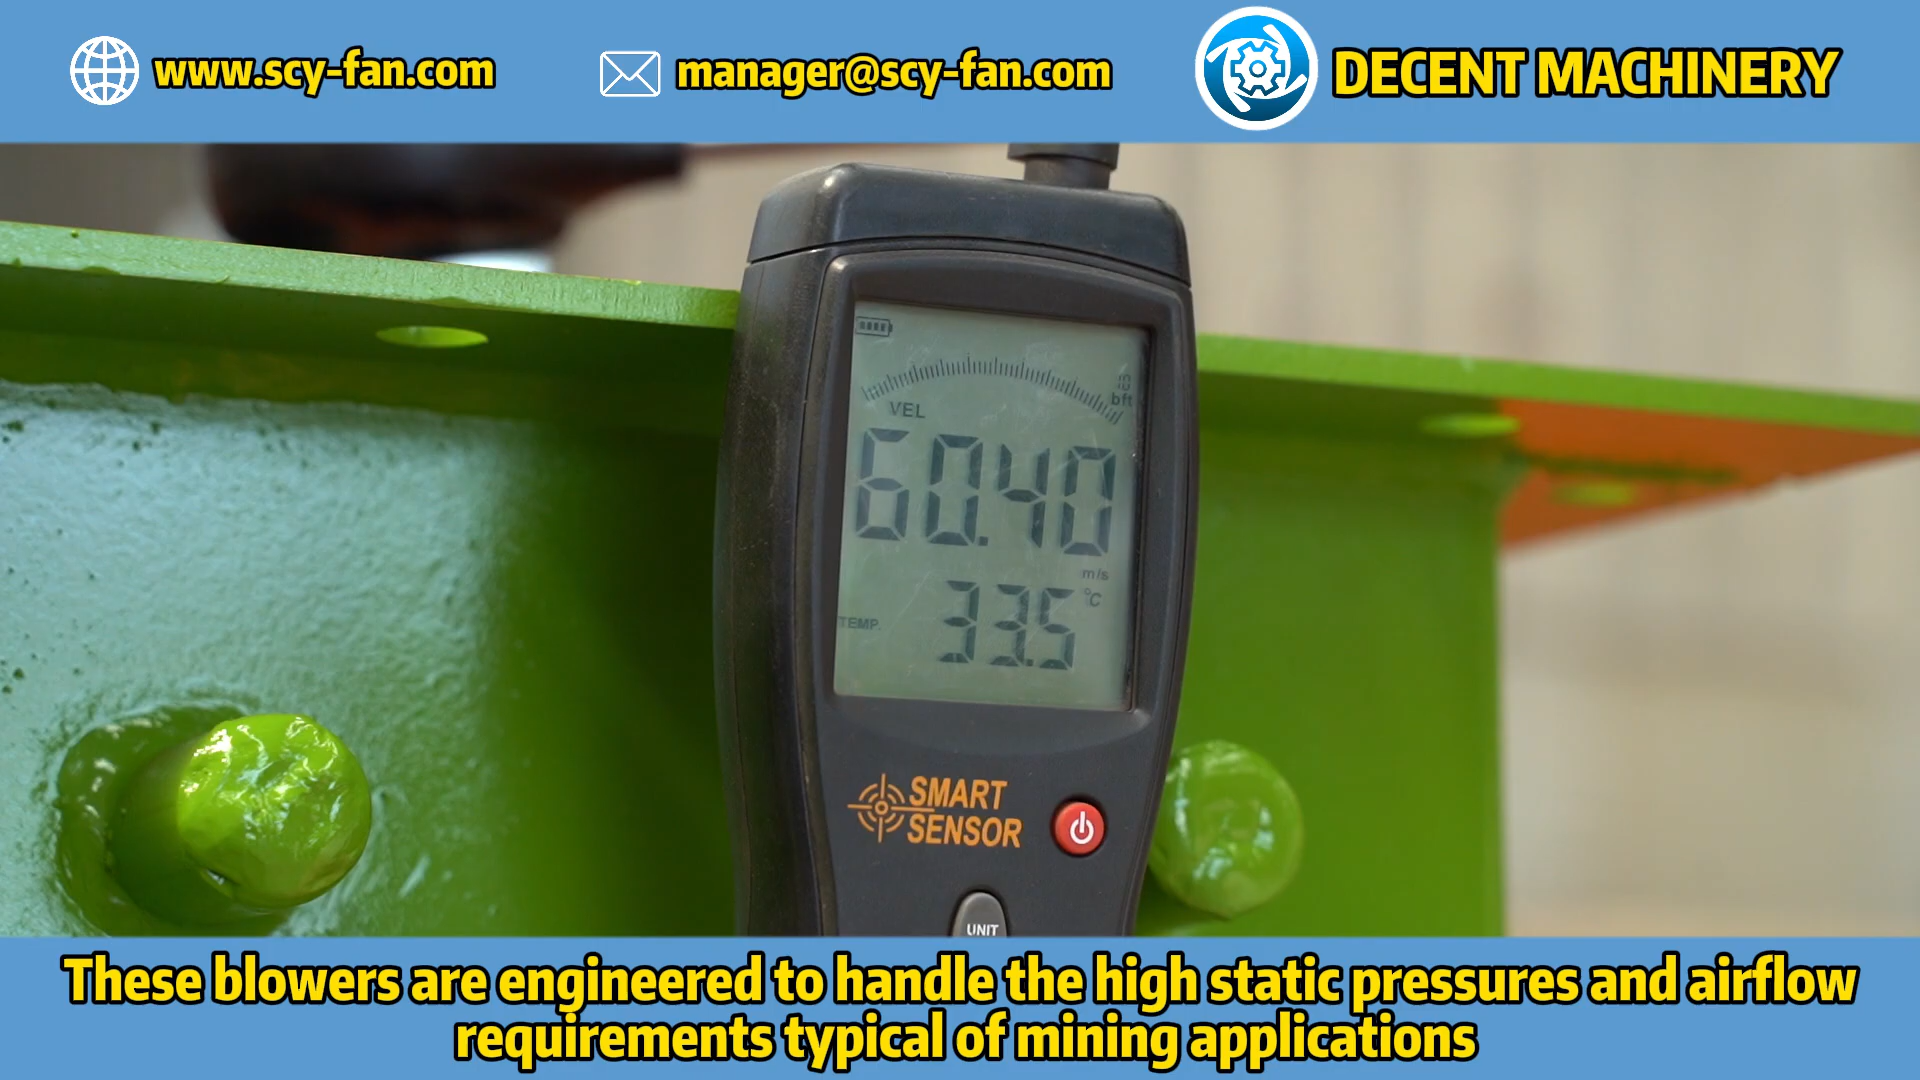 www.scy-fan.com
manager@scy-fan.com
DECENT MACHINERY
bft
VEL
60.40
m/s
33.5
°C
TEMP.
SMART
SENSOR
UNIT
These blowers are engineered to handle the high static pressures and airflow
requirements typical of mining applications